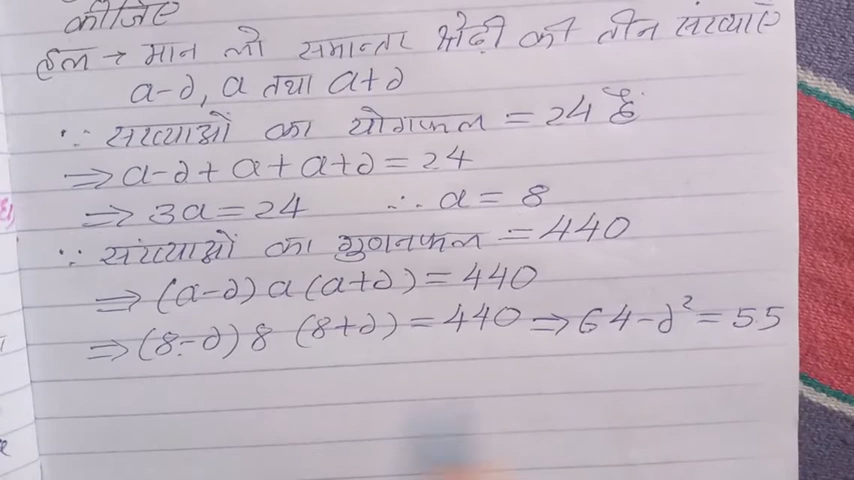 कीजिए
हल → मान लो समान्तर श्रेढ़ी की तीन संख्याएँ
a-d, a तथा a+d
∵ संख्याओं का योगफल = 24 है
⇒ a-d + a + a+d = 24
⇒ 3a = 24 ∴ a = 8
∵ संख्याओं का गुणनफल = 440
⇒ (a-d) a (a+d) = 440
⇒ (8-d) 8 (8+d) = 440 ⇒ 64-d² = 55